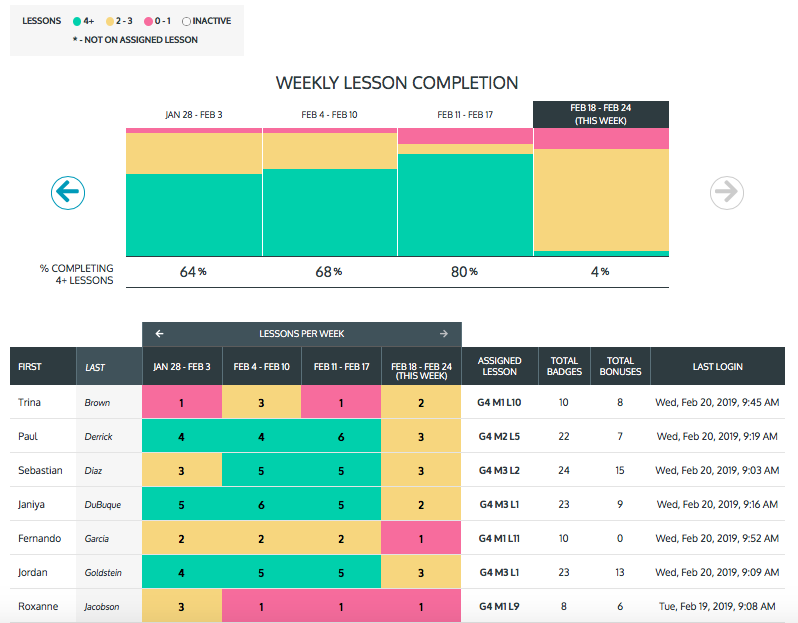 LESSONS 4+ 2 - 3 0 - 1 INACTIVE
* - NOT ON ASSIGNED LESSON
WEEKLY LESSON COMPLETION
JAN 28 - FEB 3 FEB 4 - FEB 10 FEB 11 - FEB 17 FEB 18 - FEB 24
(THIS WEEK)
% COMPLETING
4+ LESSONS
64 % 68 % 80 % 4 %
LESSONS PER WEEK
FIRST LAST JAN 28 - FEB 3 FEB 4 - FEB 10 FEB 11 - FEB 17 FEB 18 - FEB 24 (THIS WEEK) ASSIGNED LESSON TOTAL BADGES TOTAL BONUSES LAST LOGIN
Trina Brown 1 3 1 2 G4 M1 L10 10 8 Wed, Feb 20, 2019, 9:45 AM
Paul Derrick 4 4 6 3 G4 M2 L5 22 7 Wed, Feb 20, 2019, 9:19 AM
Sebastian Diaz 3 5 5 3 G4 M3 L2 24 15 Wed, Feb 20, 2019, 9:03 AM
Janiya DuBuque 5 6 5 2 G4 M3 L1 23 9 Wed, Feb 20, 2019, 9:16 AM
Fernando Garcia 2 2 2 1 G4 M1 L11 10 0 Wed, Feb 20, 2019, 9:52 AM
Jordan Goldstein 4 5 5 3 G4 M3 L1 23 13 Wed, Feb 20, 2019, 9:09 AM
Roxanne Jacobson 3 1 1 1 G4 M1 L9 8 6 Tue, Feb 19, 2019, 9:08 AM